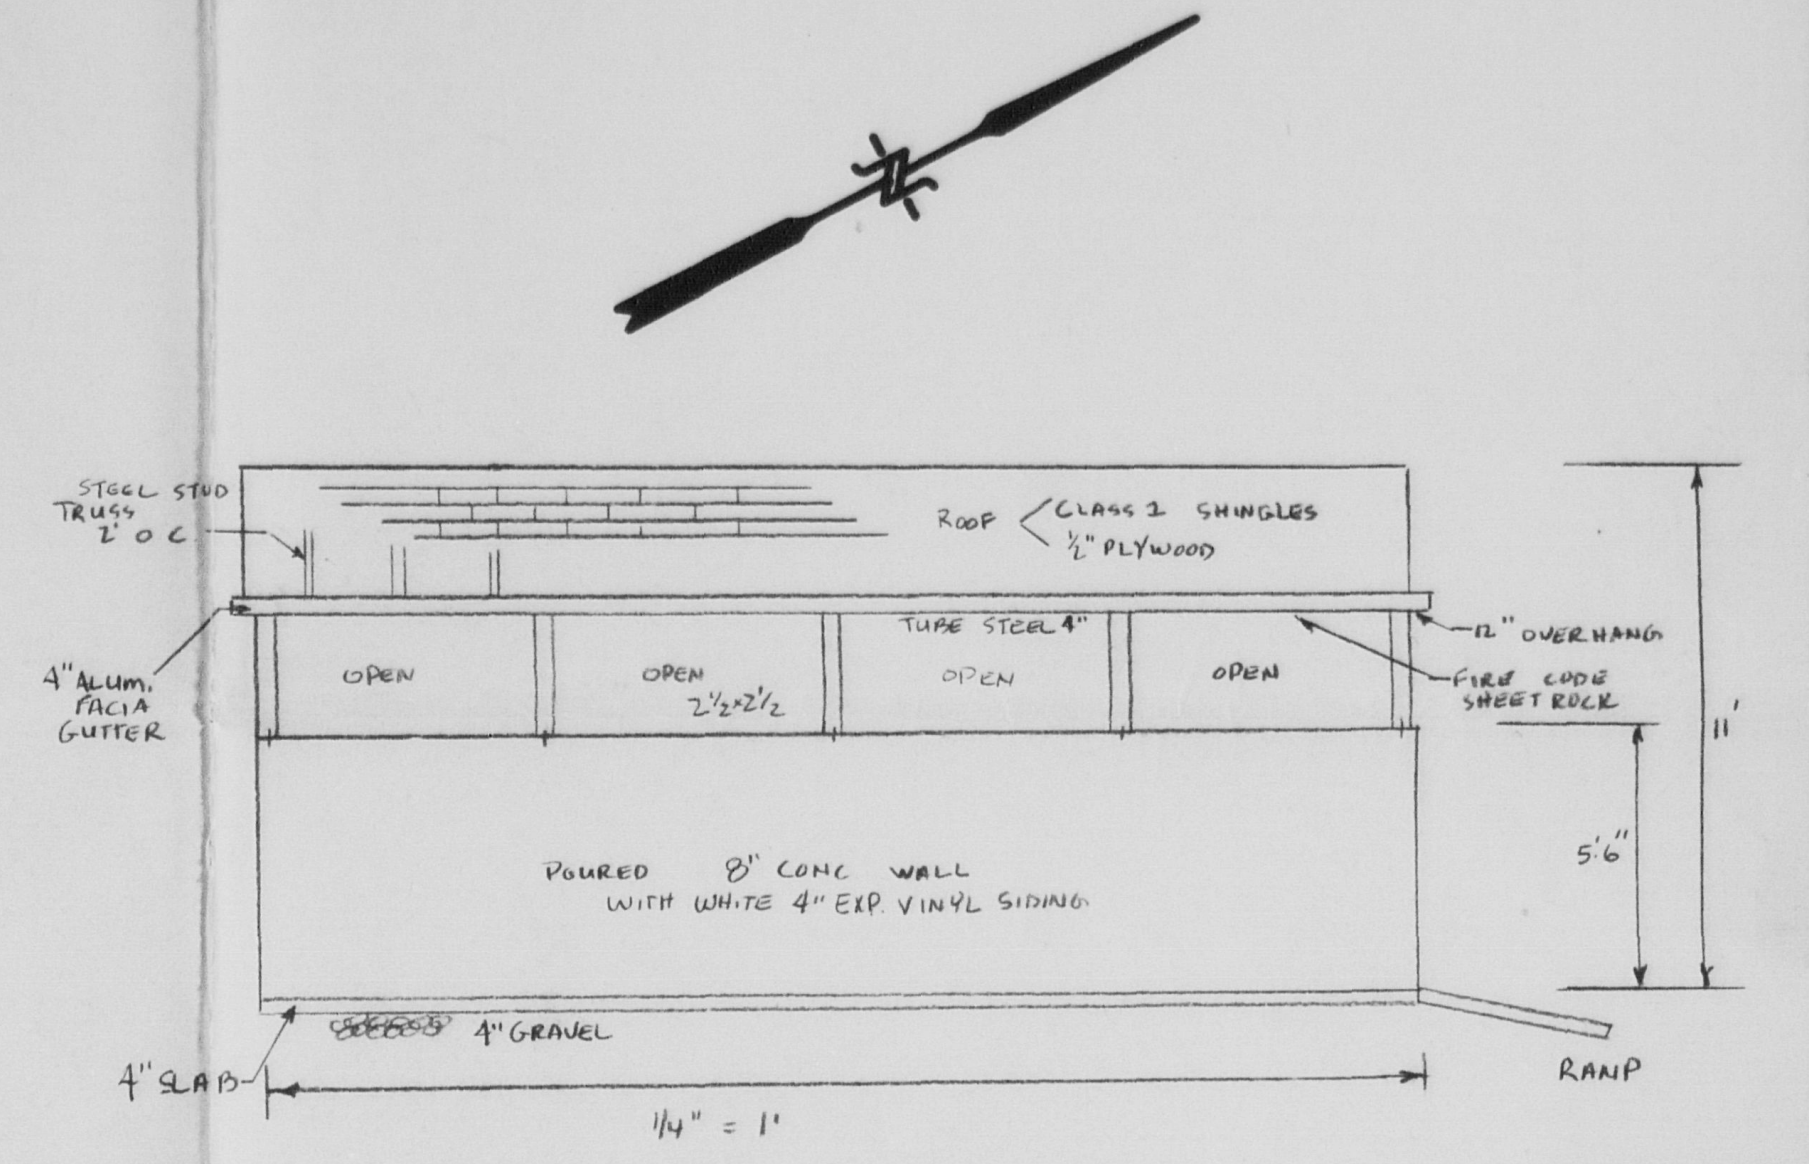 N
STEEL STUD
TRUSS
2' O C
ROOF
CLASS 1 SHINGLES
1/2" PLYWOOD
TUBE STEEL 4"
12" OVERHANG
4" ALUM.
FACIA
GUTTER
OPEN
OPEN
OPEN
OPEN
2 1/2 x 2 1/2
FIRE CODE
SHEET ROCK
11'
5'6"
POURED 8" CONC WALL
WITH WHITE 4" EXP. VINYL SIDING
4" GRAVEL
4" SLAB
RAMP
1/4" = 1'